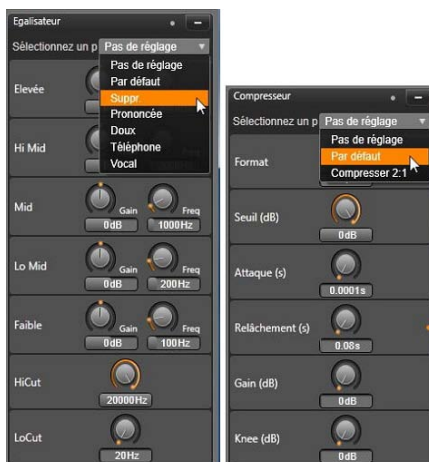 Egalisateur
Sélectionnez un p Pas de réglage
Pas de réglage
Par défaut
Suppr.
Prononcée
Doux
Téléphone
Vocal
Elevée
Hi Mid
Mid
Gain
Freq
0dB
1000Hz
Lo Mid
Gain
Freq
0dB
200Hz
Faible
Gain
Freq
0dB
100Hz
HiCut
20000Hz
LoCut
20Hz
Compresseur
Sélectionnez un p Pas de réglage
Pas de réglage
Par défaut
Compresser 2:1
Format
Seuil (dB)
0dB
Attaque (s)
0.0001s
Relâchement (s)
0.08s
Gain (dB)
0dB
Knee (dB)
0dB